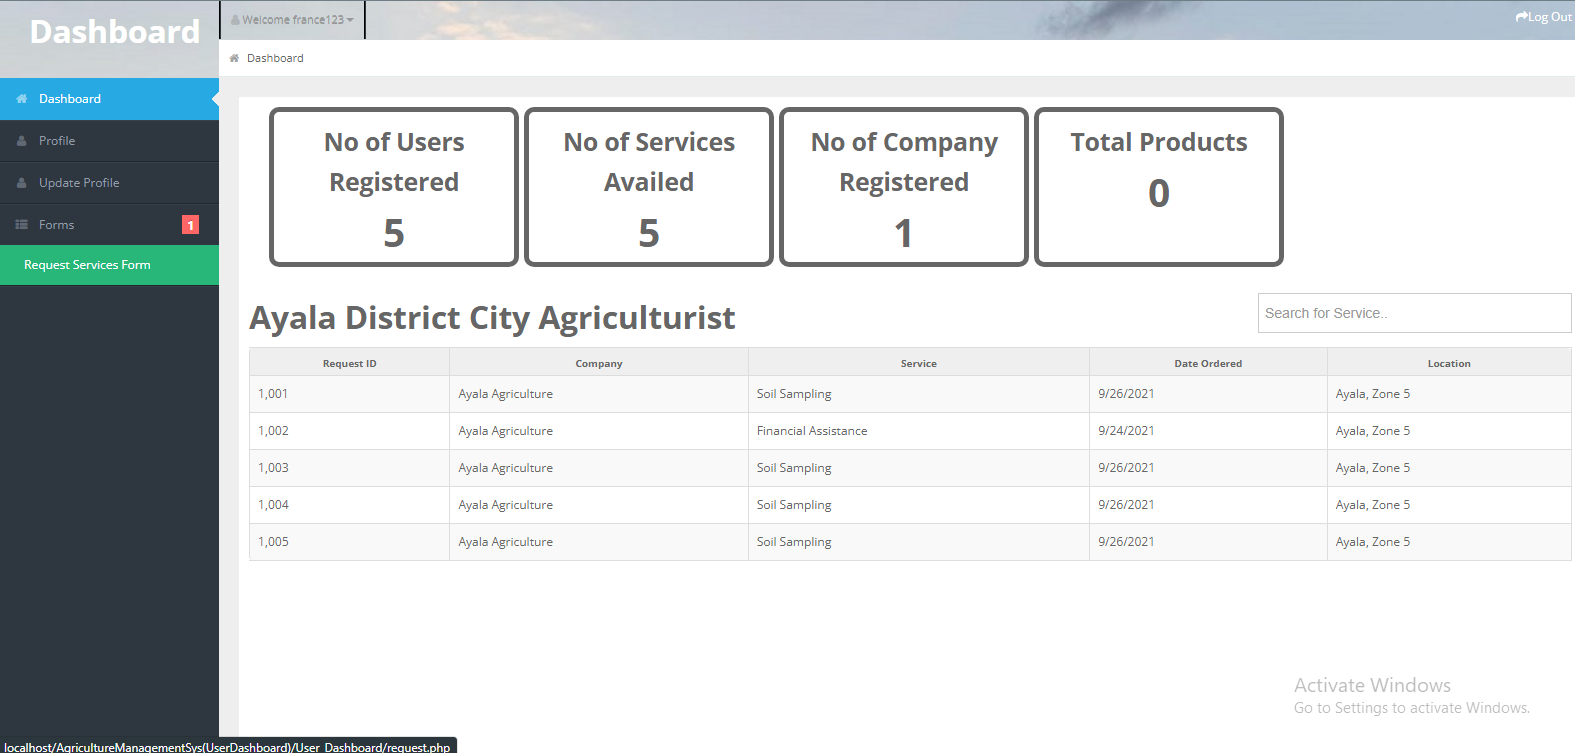 Dashboard
Welcome france123
Log Out
Dashboard
Dashboard
Profile
Update Profile
Forms 1
Request Services Form
No of Users
Registered
5
No of Services
Availed
5
No of Company
Registered
1
Total Products
0
Ayala District City Agriculturist
Search for Service..
Request ID Company Service Date Ordered Location
1,001 Ayala Agriculture Soil Sampling 9/26/2021 Ayala, Zone 5
1,002 Ayala Agriculture Financial Assistance 9/24/2021 Ayala, Zone 5
1,003 Ayala Agriculture Soil Sampling 9/26/2021 Ayala, Zone 5
1,004 Ayala Agriculture Soil Sampling 9/26/2021 Ayala, Zone 5
1,005 Ayala Agriculture Soil Sampling 9/26/2021 Ayala, Zone 5
Activate Windows
Go to Settings to activate Windows.
localhost/AgricultureManagementSys(UserDashboard)/User_Dashboard/request.php